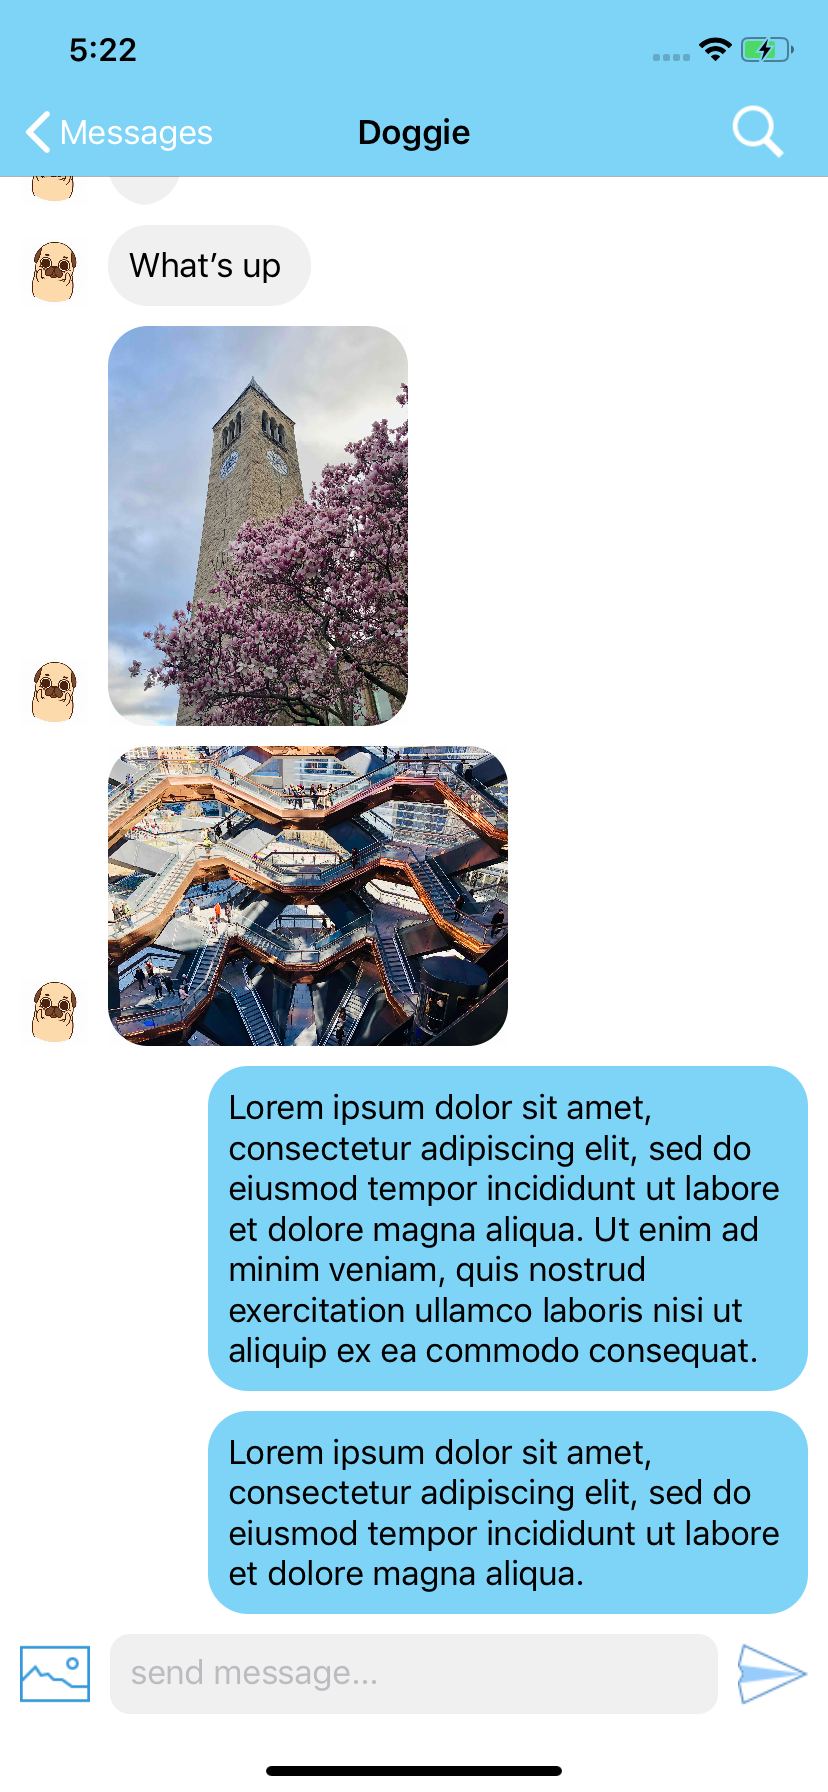 5:22
Messages
Doggie
What’s up
Lorem ipsum dolor sit amet,
consectetur adipiscing elit, sed do
eiusmod tempor incididunt ut labore
et dolore magna aliqua. Ut enim ad
minim veniam, quis nostrud
exercitation ullamco laboris nisi ut
aliquip ex ea commodo consequat.
Lorem ipsum dolor sit amet,
consectetur adipiscing elit, sed do
eiusmod tempor incididunt ut labore
et dolore magna aliqua.
send message...